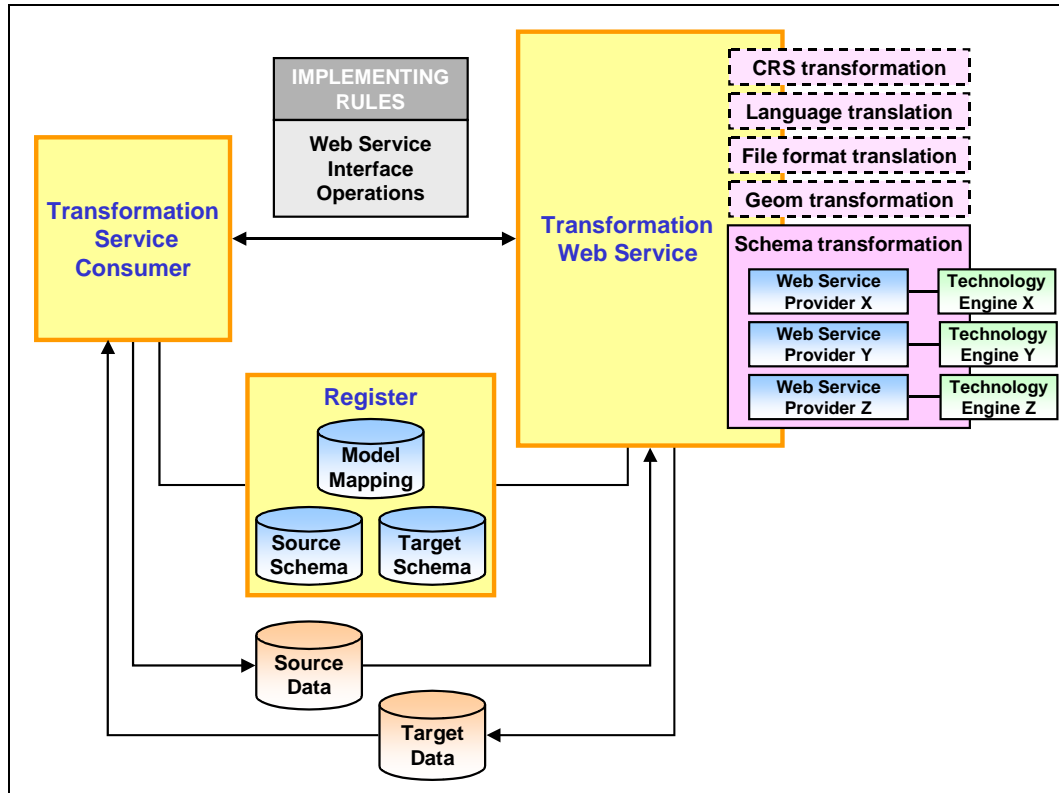 IMPLEMENTING
RULES
Web Service
Interface
Operations
Transformation
Service
Consumer
Transformation
Web Service
CRS transformation
Language translation
File format translation
Geom transformation
Schema transformation
Web Service
Provider X
Technology
Engine X
Web Service
Provider Y
Technology
Engine Y
Web Service
Provider Z
Technology
Engine Z
Register
Model
Mapping
Source
Schema
Target
Schema
Source
Data
Target
Data